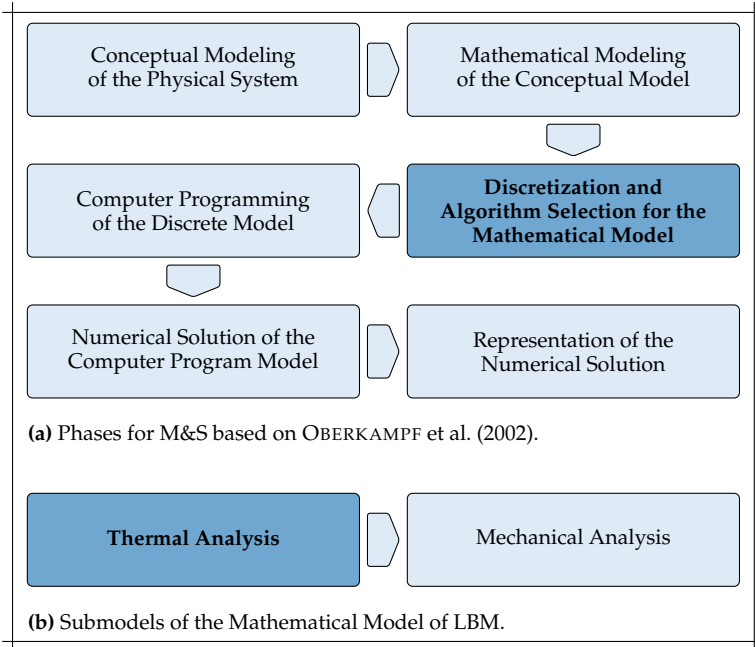 Conceptual Modeling
of the Physical System
Mathematical Modeling
of the Conceptual Model
Discretization and
Algorithm Selection for the
Mathematical Model
Computer Programming
of the Discrete Model
Numerical Solution of the
Computer Program Model
Representation of the
Numerical Solution
(a) Phases for M&S based on OBERKAMPF et al. (2002).
Thermal Analysis
Mechanical Analysis
(b) Submodels of the Mathematical Model of LBM.